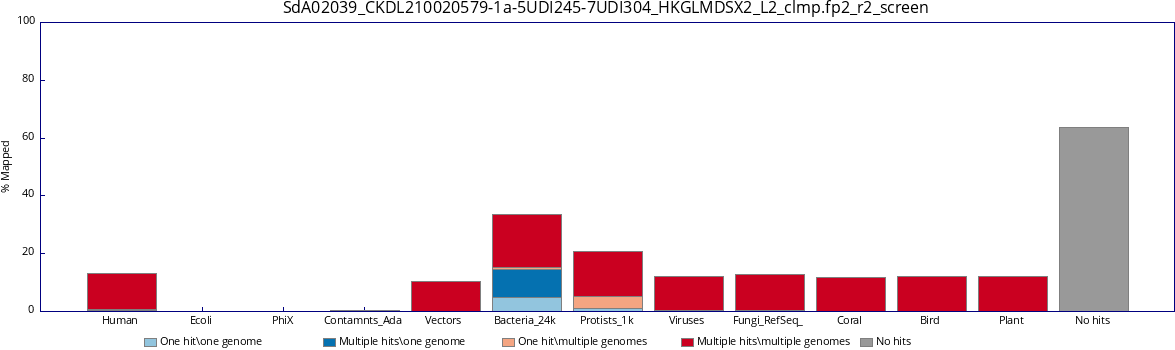 SdA02039_CKDL210020579-1a-5UDI245-7UDI304_HKGLMDSX2_L2_clmp.fp2_r2_screen
100
80
60
40
20
0
% Mapped
Human Ecoli PhiX Contamnts_Ada Vectors Bacteria_24k Protists_1k Viruses Fungi_RefSeq_ Coral Bird Plant No hits
One hit\one genome Multiple hits\one genome One hit\multiple genomes Multiple hits\multiple genomes No hits